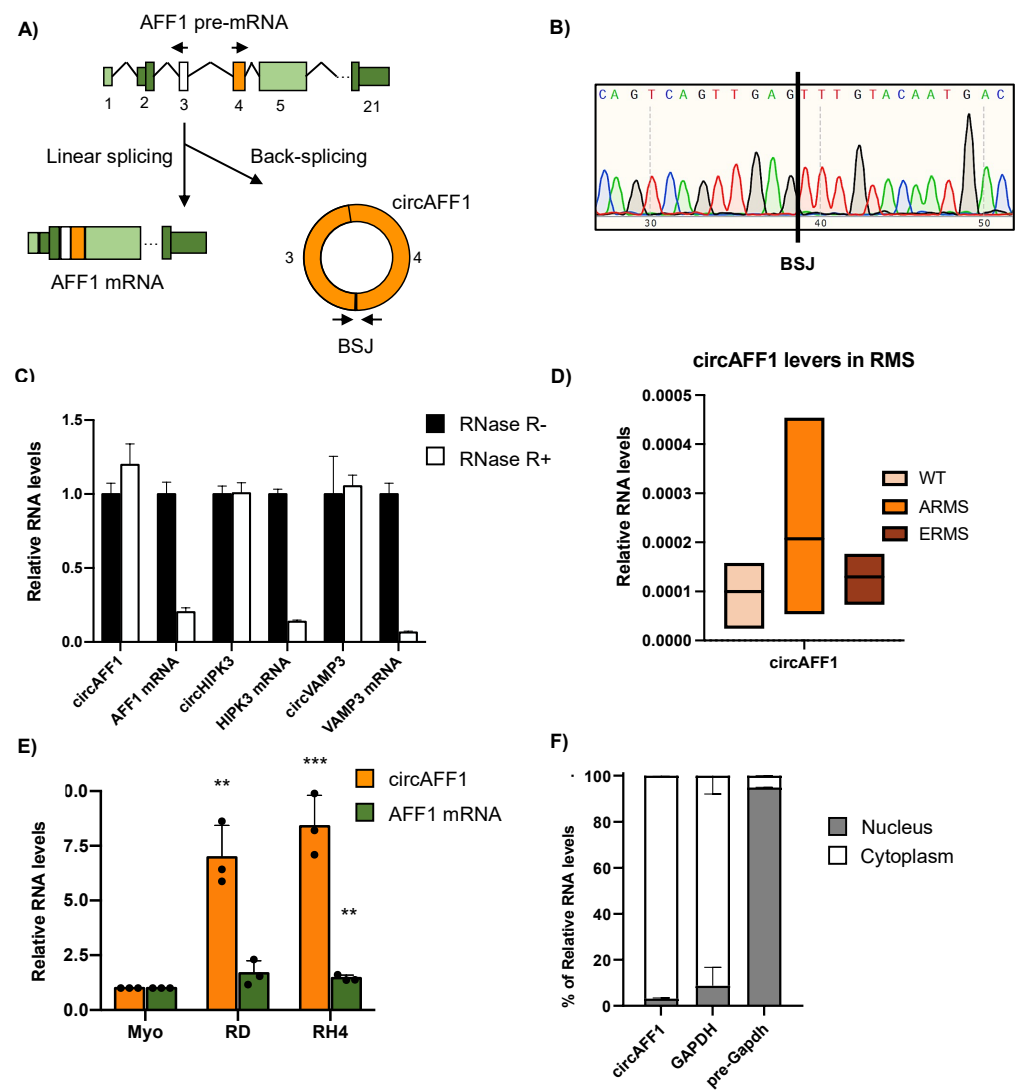 A)
AFF1 pre-mRNA
1 2 3 4 5 21
...
Linear splicing
Back-splicing
circAFF1
3 4
...
AFF1 mRNA
BSJ
B)
CAGTCAGTTGAGTTTGTACAATGAC
30 40 50
BSJ
C)
Relative RNA levels
1.5
1.0
0.5
0.0
RNase R-
RNase R+
circAFF1
AFF1 mRNA
circHIPK3
HIPK3 mRNA
circVAMP3
VAMP3 mRNA
D)
circAFF1 levers in RMS
Relative RNA levels
0.0005
0.0004
0.0003
0.0002
0.0001
0.0000
WT
ARMS
ERMS
circAFF1
E)
Relative RNA levels
0.0
7.5
5.0
2.5
0.0
**
***
**
circAFF1
AFF1 mRNA
Myo RD RH4
F)
% of Relative RNA levels
100
80
60
40
20
0
Nucleus
Cytoplasm
circAFF1
GAPDH
pre-Gapdh